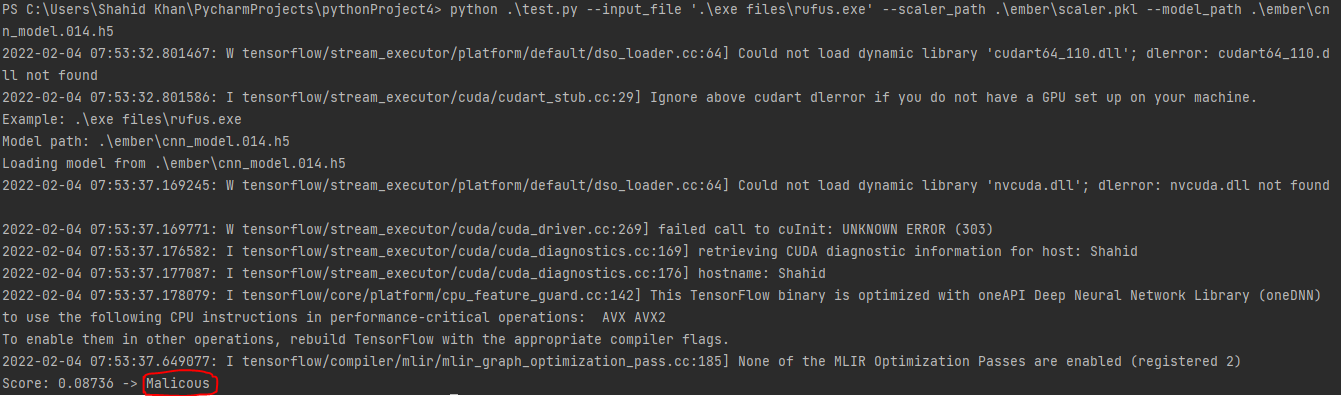 PS C:\Users\Shahid Khan\PycharmProjects\pythonProject4> python .\test.py --input_file '.\exe files\rufus.exe' --scaler_path .\ember\scaler.pkl --model_path .\ember\cn
n_model.014.h5
2022-02-04 07:53:32.801467: W tensorflow/stream_executor/platform/default/dso_loader.cc:64] Could not load dynamic library 'cudart64_110.dll'; dlerror: cudart64_110.d
ll not found
2022-02-04 07:53:32.801586: I tensorflow/stream_executor/cuda/cudart_stub.cc:29] Ignore above cudart dlerror if you do not have a GPU set up on your machine.
Example: .\exe files\rufus.exe
Model path: .\ember\cnn_model.014.h5
Loading model from .\ember\cnn_model.014.h5
2022-02-04 07:53:37.169245: W tensorflow/stream_executor/platform/default/dso_loader.cc:64] Could not load dynamic library 'nvcuda.dll'; dlerror: nvcuda.dll not found
2022-02-04 07:53:37.169771: W tensorflow/stream_executor/cuda/cuda_driver.cc:269] failed call to cuInit: UNKNOWN ERROR (303)
2022-02-04 07:53:37.176582: I tensorflow/stream_executor/cuda/cuda_diagnostics.cc:169] retrieving CUDA diagnostic information for host: Shahid
2022-02-04 07:53:37.177087: I tensorflow/stream_executor/cuda/cuda_diagnostics.cc:176] hostname: Shahid
2022-02-04 07:53:37.178079: I tensorflow/core/platform/cpu_feature_guard.cc:142] This TensorFlow binary is optimized with oneAPI Deep Neural Network Library (oneDNN)
to use the following CPU instructions in performance-critical operations:  AVX AVX2
To enable them in other operations, rebuild TensorFlow with the appropriate compiler flags.
2022-02-04 07:53:37.649077: I tensorflow/compiler/mlir/mlir_graph_optimization_pass.cc:185] None of the MLIR Optimization Passes are enabled (registered 2)
Score: 0.08736 -> Malicous